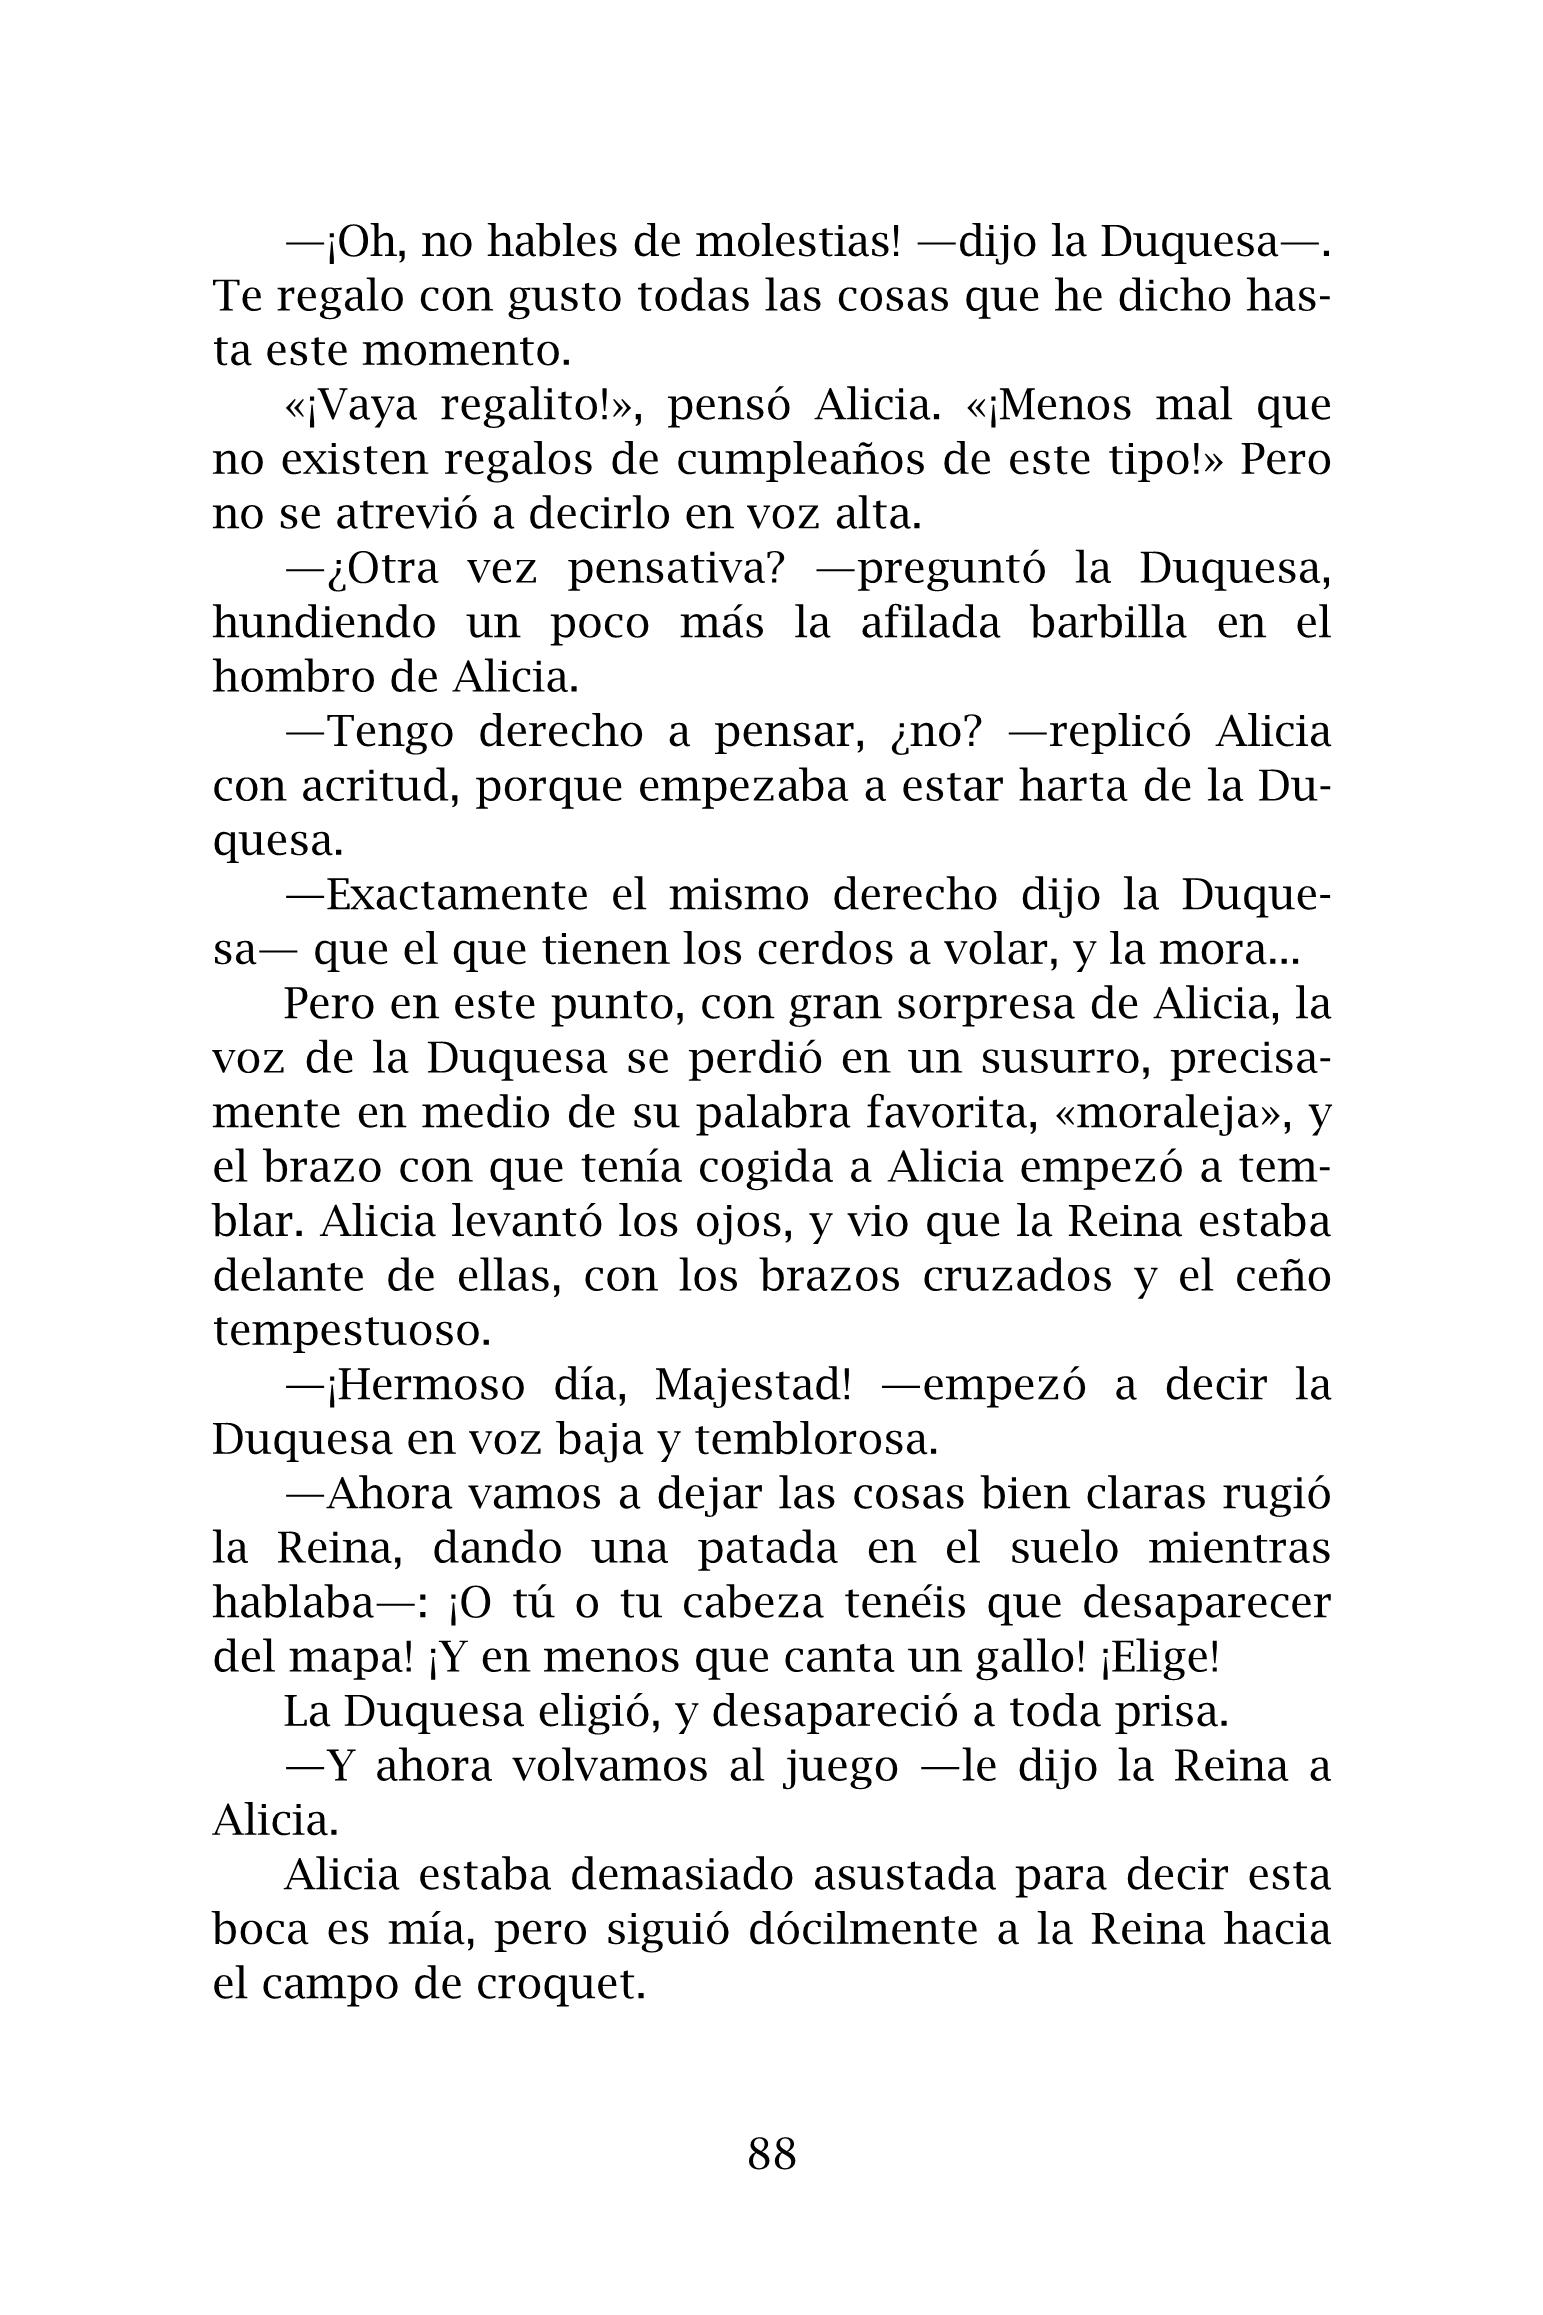 —¡Oh, no hables de molestias! —dijo la Duquesa—.
Te regalo con gusto todas las cosas que he dicho has-
ta este momento.
«¡Vaya regalito!», pensó Alicia. «¡Menos mal que
no existen regalos de cumpleaños de este tipo!» Pero
no se atrevió a decirlo en voz alta.
—¿Otra vez pensativa? —preguntó la Duquesa,
hundiendo un poco más la afilada barbilla en el
hombro de Alicia.
—Tengo derecho a pensar, ¿no? —replicó Alicia
con acritud, porque empezaba a estar harta de la Du-
quesa.
—Exactamente el mismo derecho dijo la Duque-
sa— que el que tienen los cerdos a volar, y la mora...
Pero en este punto, con gran sorpresa de Alicia, la
voz de la Duquesa se perdió en un susurro, precisa-
mente en medio de su palabra favorita, «moraleja», y
el brazo con que tenía cogida a Alicia empezó a tem-
blar. Alicia levantó los ojos, y vio que la Reina estaba
delante de ellas, con los brazos cruzados y el ceño
tempestuoso.
—¡Hermoso día, Majestad! —empezó a decir la
Duquesa en voz baja y temblorosa.
—Ahora vamos a dejar las cosas bien claras rugió
la Reina, dando una patada en el suelo mientras
hablaba—: ¡O tú o tu cabeza tenéis que desaparecer
del mapa! ¡Y en menos que canta un gallo! ¡Elige!
La Duquesa eligió, y desapareció a toda prisa.
—Y ahora volvamos al juego —le dijo la Reina a
Alicia.
Alicia estaba demasiado asustada para decir esta
boca es mía, pero siguió dócilmente a la Reina hacia
el campo de croquet.
88